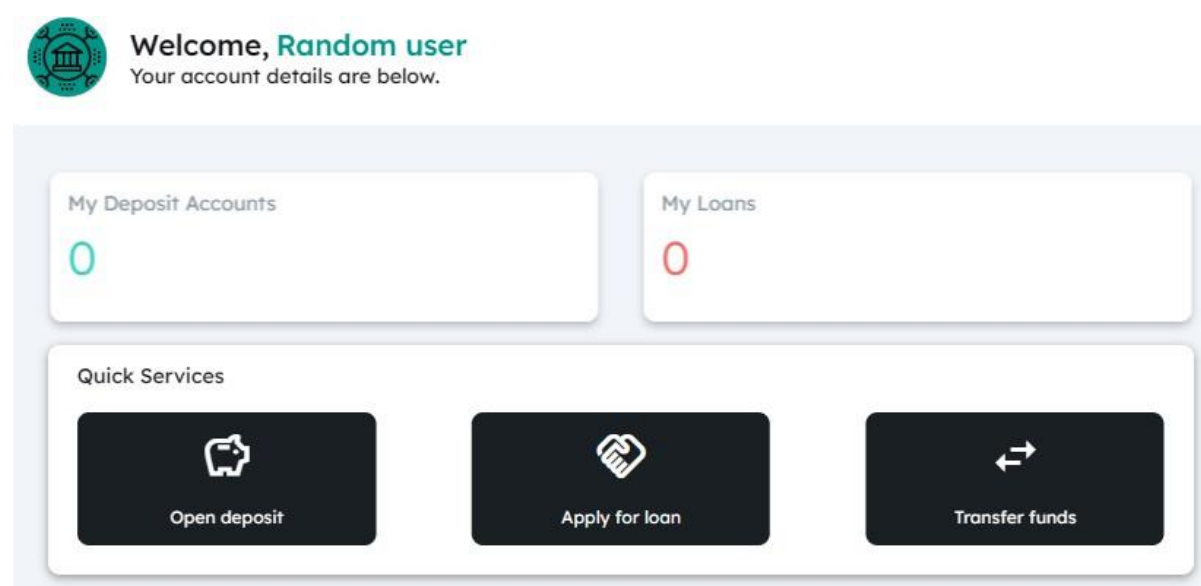 Welcome, Random user
Your account details are below.
My Deposit Accounts
0
My Loans
0
Quick Services
Open deposit
Apply for loan
Transfer funds